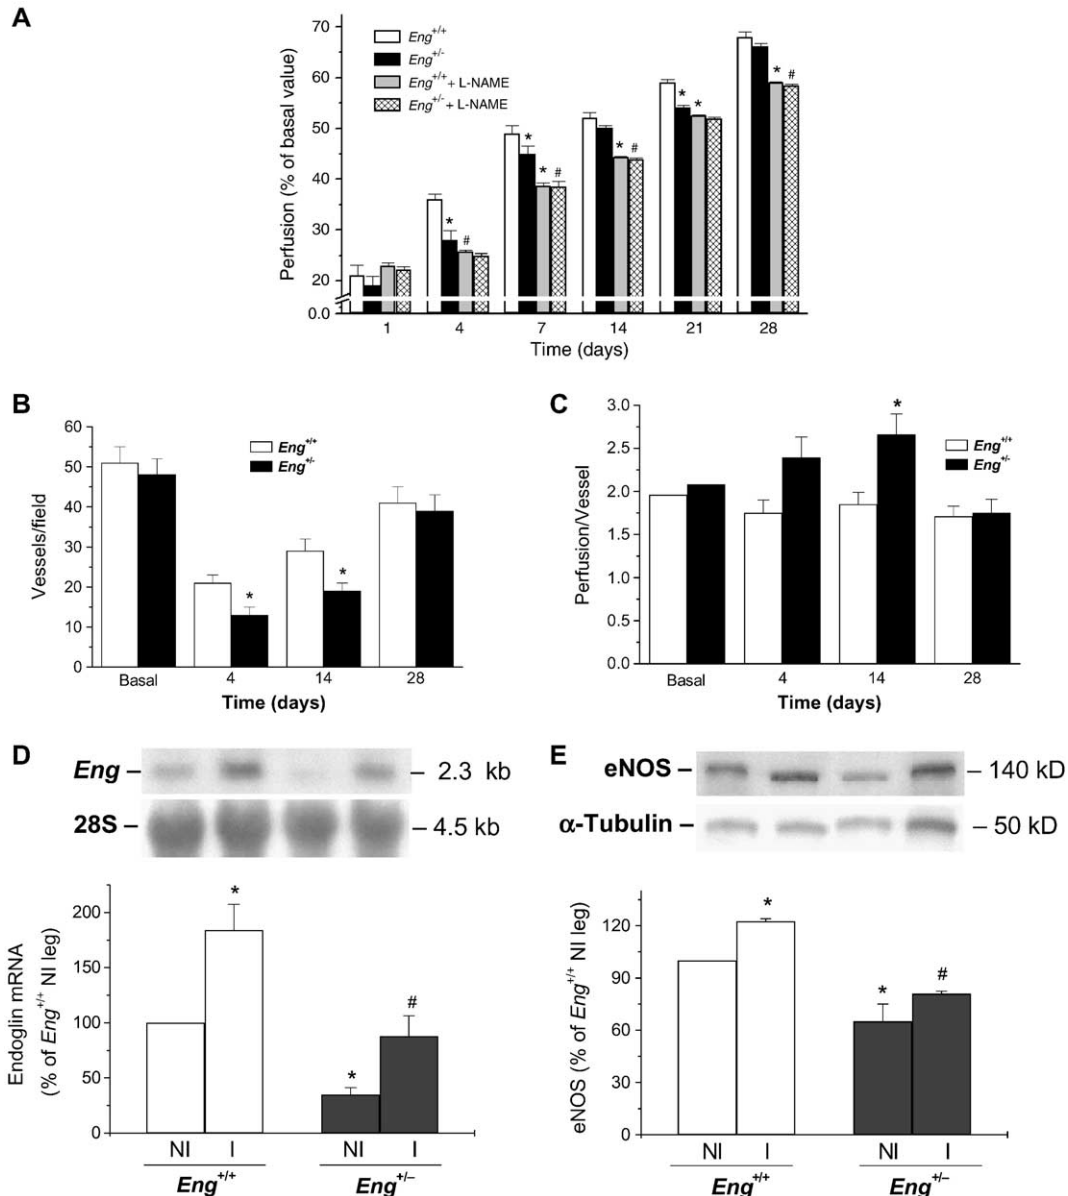 A
Perfusion (% of basal value)
70
60
50
40
30
20
0.0
Eng+/+
Eng+/-
Eng+/+ + L-NAME
Eng+/- + L-NAME
* # * * # * # * * * #
1 4 7 14 21 28
Time (days)
B
Vessels/field
60
50
40
30
20
10
0
Eng+/+
Eng+/-
* *
Basal 4 14 28
Time (days)
C
Perfusion/Vessel
3.0
2.5
2.0
1.5
1.0
0.5
0.0
*
Eng+/+
Eng+/-
Basal 4 14 28
Time (days)
D
Eng – – 2.3 kb
28S – – 4.5 kb
Endoglin mRNA
(% of Eng+/+ NI leg)
200
150
100
50
0
* * #
NI I NI I
Eng+/+ Eng+/–
E
eNOS – – 140 kD
α-Tubulin – – 50 kD
eNOS (% of Eng+/+ NI leg)
120
90
60
30
0
* * #
NI I NI I
Eng+/+ Eng+/–